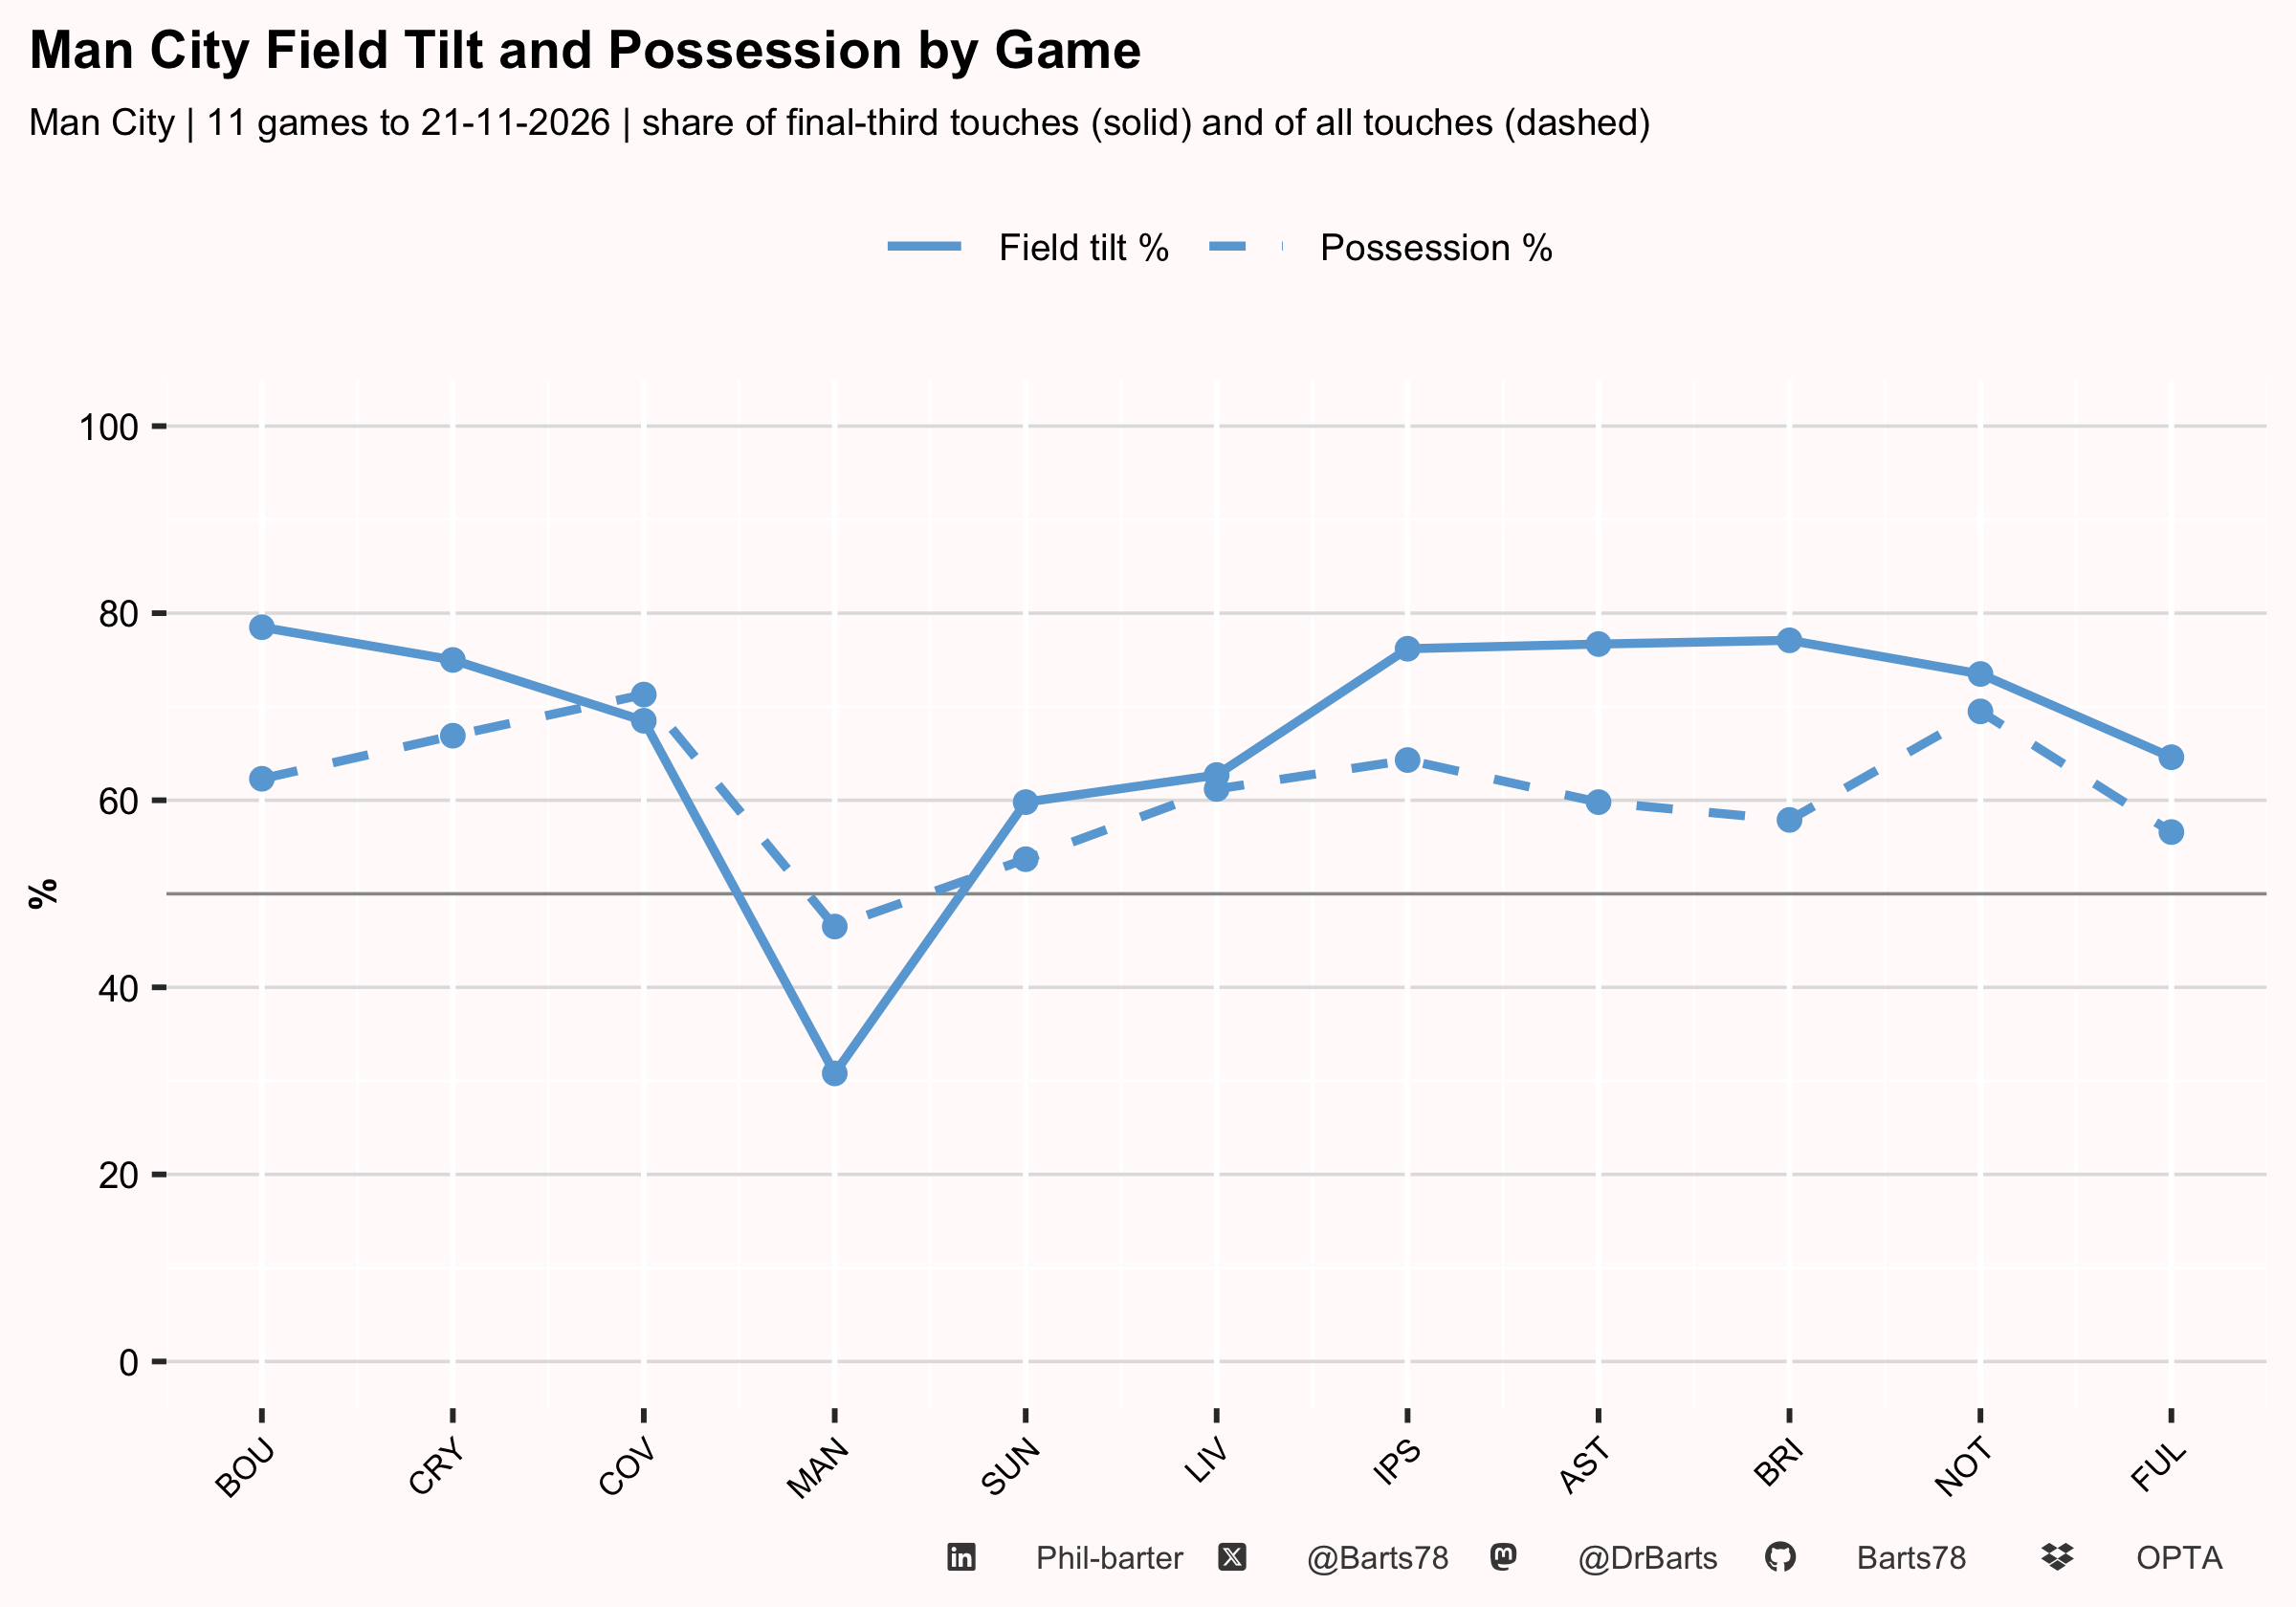 Man City Field Tilt and Possession by Game
Man City | 11 games to 21-11-2026 | share of final-third touches (solid) and of all touches (dashed)
Field tilt %
Possession %
100
80
60
40
20
0
%
BOU
CRY
COV
MAN
SUN
LIV
IPS
AST
BRI
NOT
FUL
Phil-barter
@Barts78
@DrBarts
Barts78
OPTA